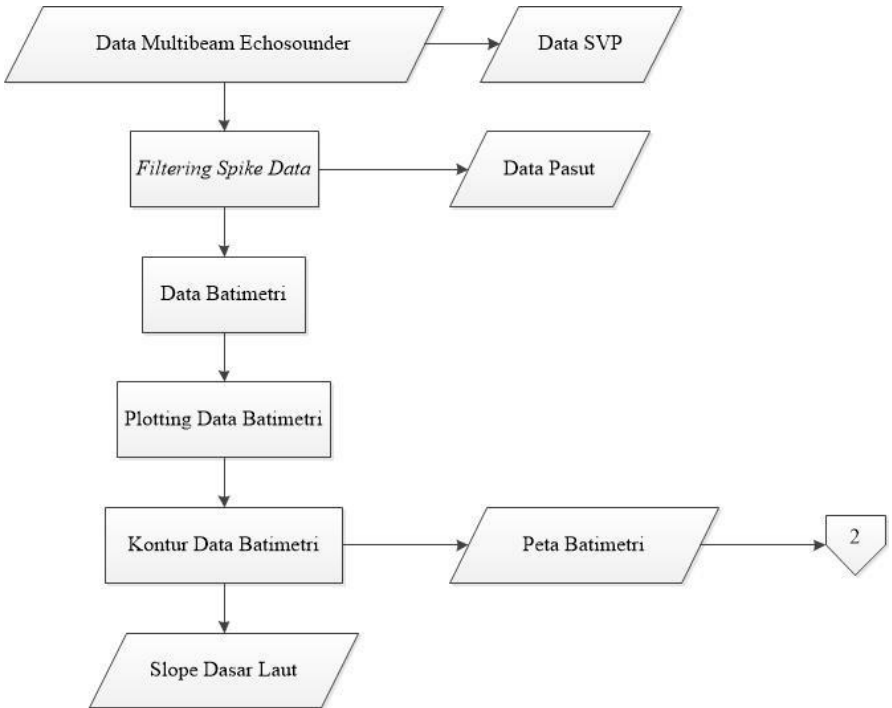 Data Multibeam Echosounder
Data SVP
Filtering Spike Data
Data Pasut
Data Batimetri
Plotting Data Batimetri
Kontur Data Batimetri
Peta Batimetri
2
Slope Dasar Laut